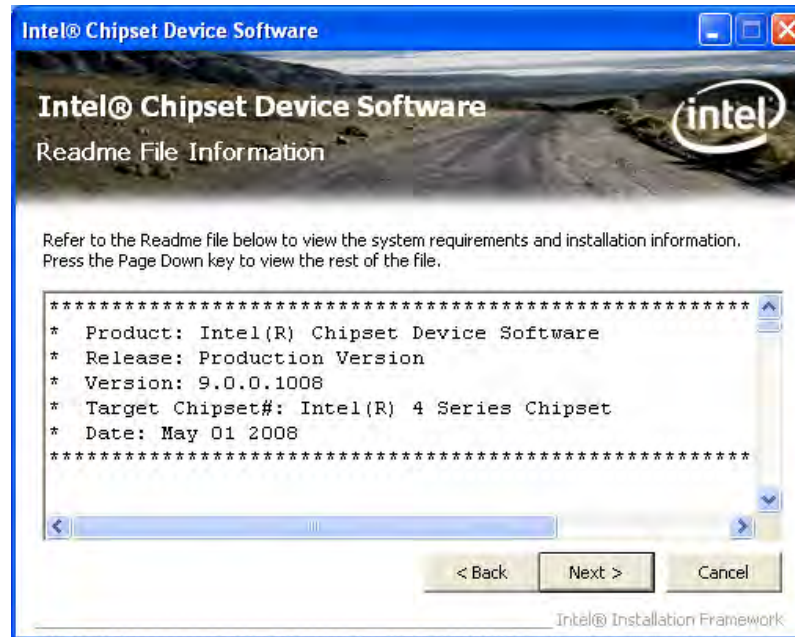 Intel® Chipset Device Software
Intel® Chipset Device Software
intel
Readme File Information
Refer to the Readme file below to view the system requirements and installation information.
Press the Page Down key to view the rest of the file.
********************************************************
* Product: Intel(R) Chipset Device Software
* Release: Production Version
* Version: 9.0.0.1008
* Target Chipset#: Intel(R) 4 Series Chipset
* Date: May 01 2008
********************************************************
< Back Next > Cancel
Intel® Installation Framework